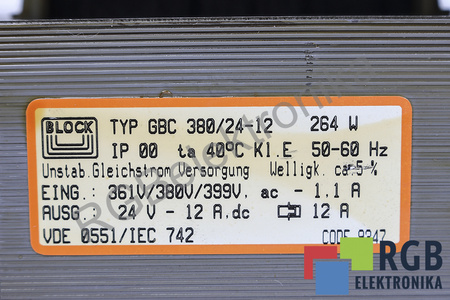 BLOCK
TYP GBC 380/24-12 264 W
IP 00 ta 40°C Kl.E 50-60 Hz
Unstab.Gleichstrom Versorgung Welligk. ca 5-%
EING.: 361V/380V/399V, ac - 1.1 A
AUSG.: 24 V - 12 A.dc 12 A
VDE 0551/IEC 742
CODE 9347
RGB
ELEKTRONIKA